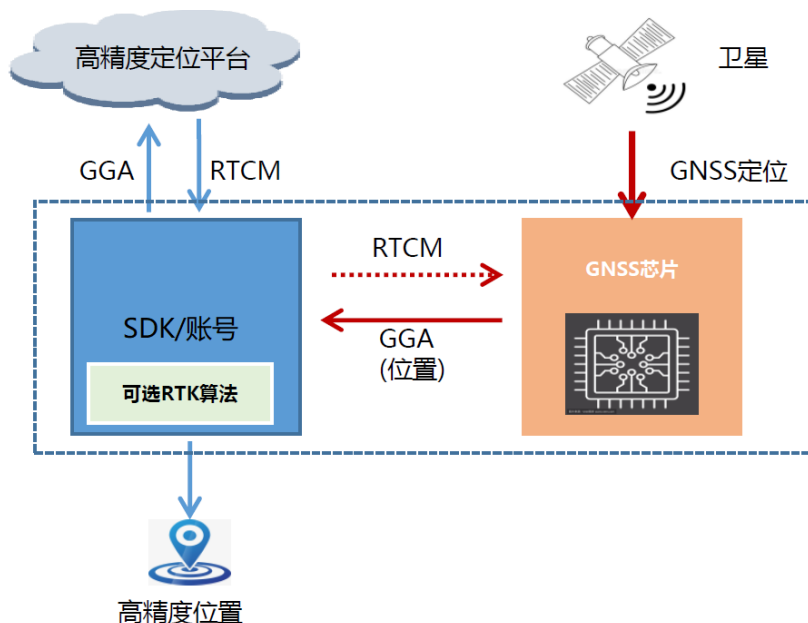 高精度定位平台
卫星
GGA
RTCM
GNSS定位
RTCM
GNSS芯片
SDK/账号
GGA
(位置)
可选RTK算法
高精度位置